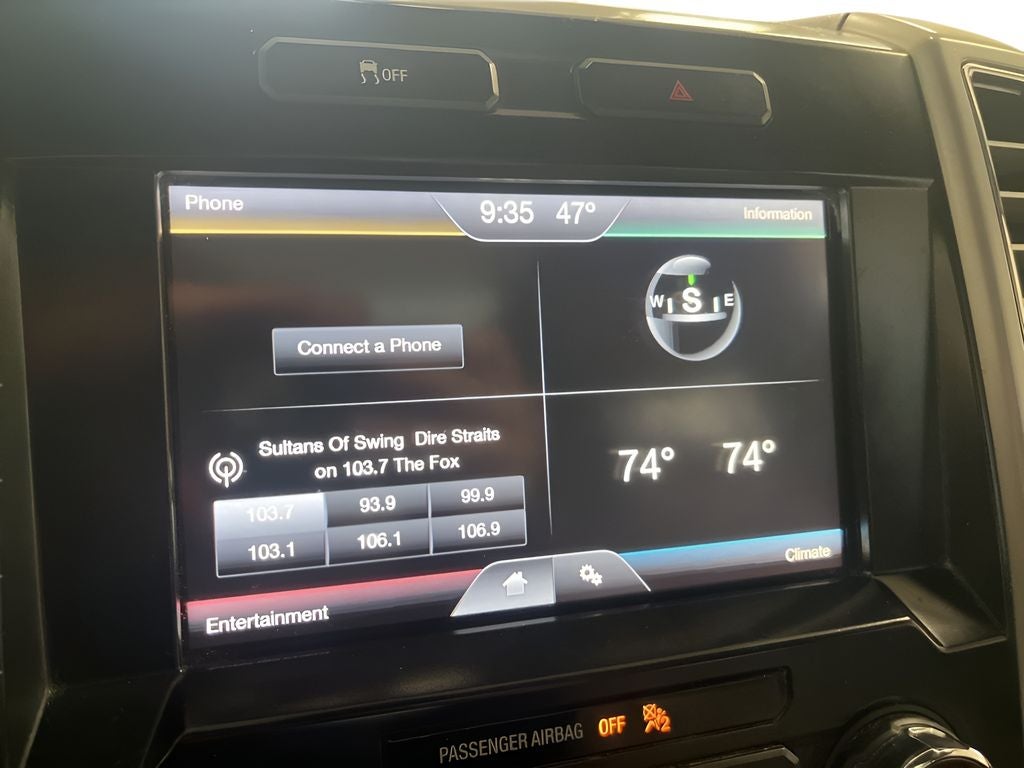 OFF
Phone
9:35 47°
Information
W S E
Connect a Phone
Sultans Of Swing Dire Straits
on 103.7 The Fox
74° 74°
103.7 93.9 99.9
103.1 106.1 106.9
Climate
Entertainment
PASSENGER AIRBAG OFF 2